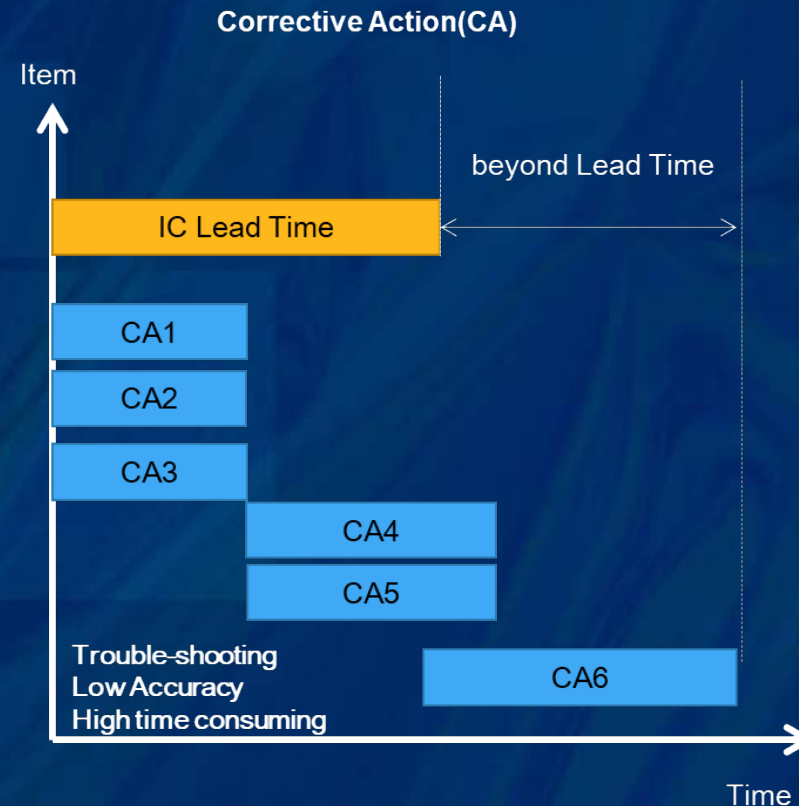 Corrective Action(CA)
Item
beyond Lead Time
IC Lead Time
CA1
CA2
CA3
CA4
CA5
CA6
Trouble-shooting
Low Accuracy
High time consuming
Time